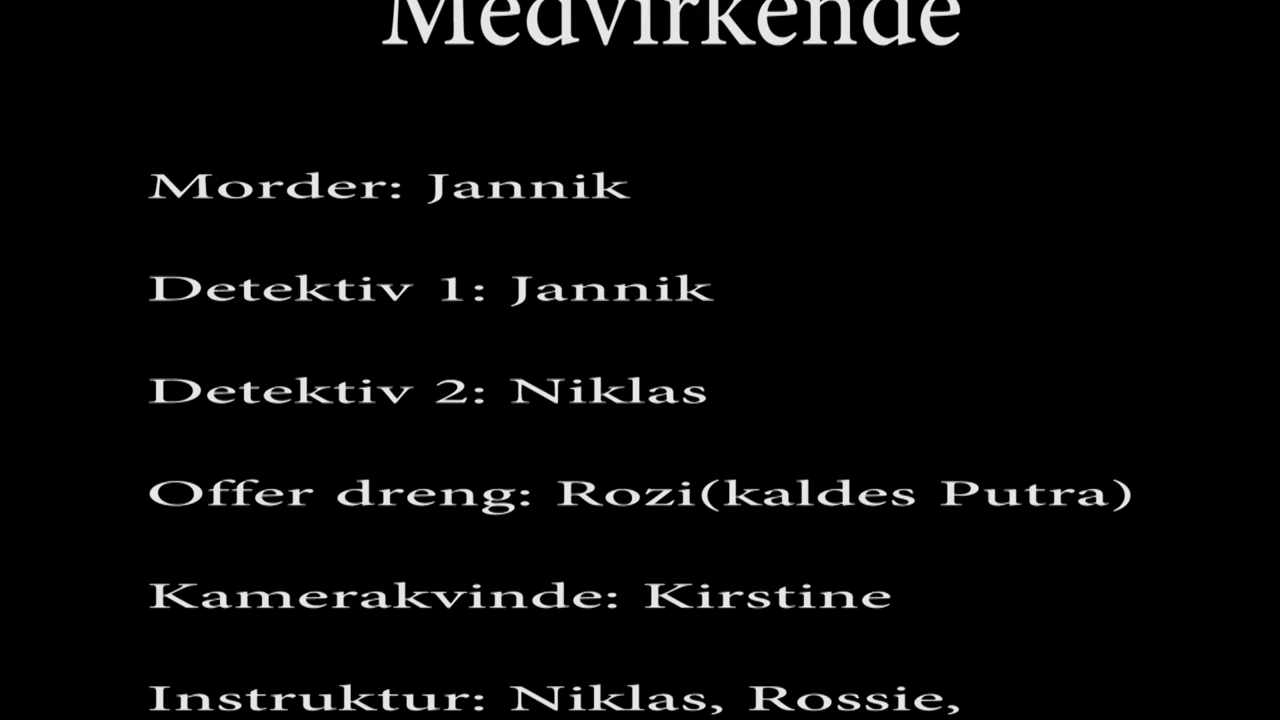 Medvirkende
Morder: Jannik
Detektiv 1: Jannik
Detektiv 2: Niklas
Offer dreng: Rozi(kaldes Putra)
Kamerakvinde: Kirstine
Instruktur: Niklas, Rossie,